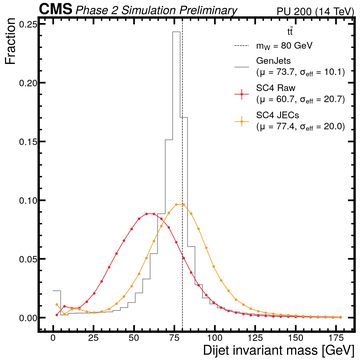 CMS Phase 2 Simulation Preliminary PU 200 (14 TeV)
tt̄
m_W = 80 GeV
GenJets
(μ = 73.7, σ_eff = 10.1)
SC4 Raw
(μ = 60.7, σ_eff = 20.7)
SC4 JECs
(μ = 77.4, σ_eff = 20.0)
Fraction
0.25
0.20
0.15
0.10
0.05
0.00
0 25 50 75 100 125 150 175
Dijet invariant mass [GeV]